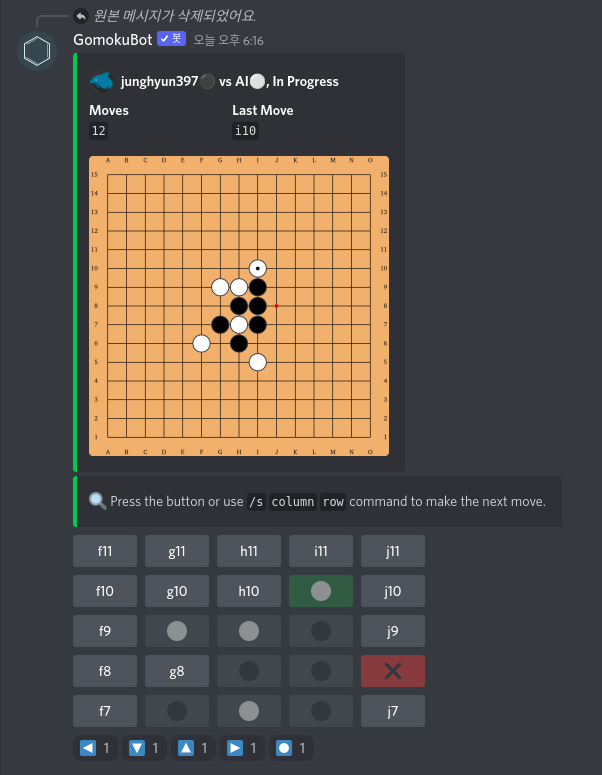 원본 메시지가 삭제되었어요.
GomokuBot ✓ 봇 오늘 오후 6:16
junghyun397 vs AI, In Progress
Moves Last Move
12 i10
A B C D E F G H I J K L M N O
15 15
14 14
13 13
12 12
11 11
10 10
9 9
8 8
7 7
6 6
5 5
4 4
3 3
2 2
1 1
A B C D E F G H I J K L M N O
Press the button or use /s column row command to make the next move.
f11 g11 h11 i11 j11
f10 g10 h10 j10
f9 j9
f8 g8
f7 j7
1 1 1 1 1